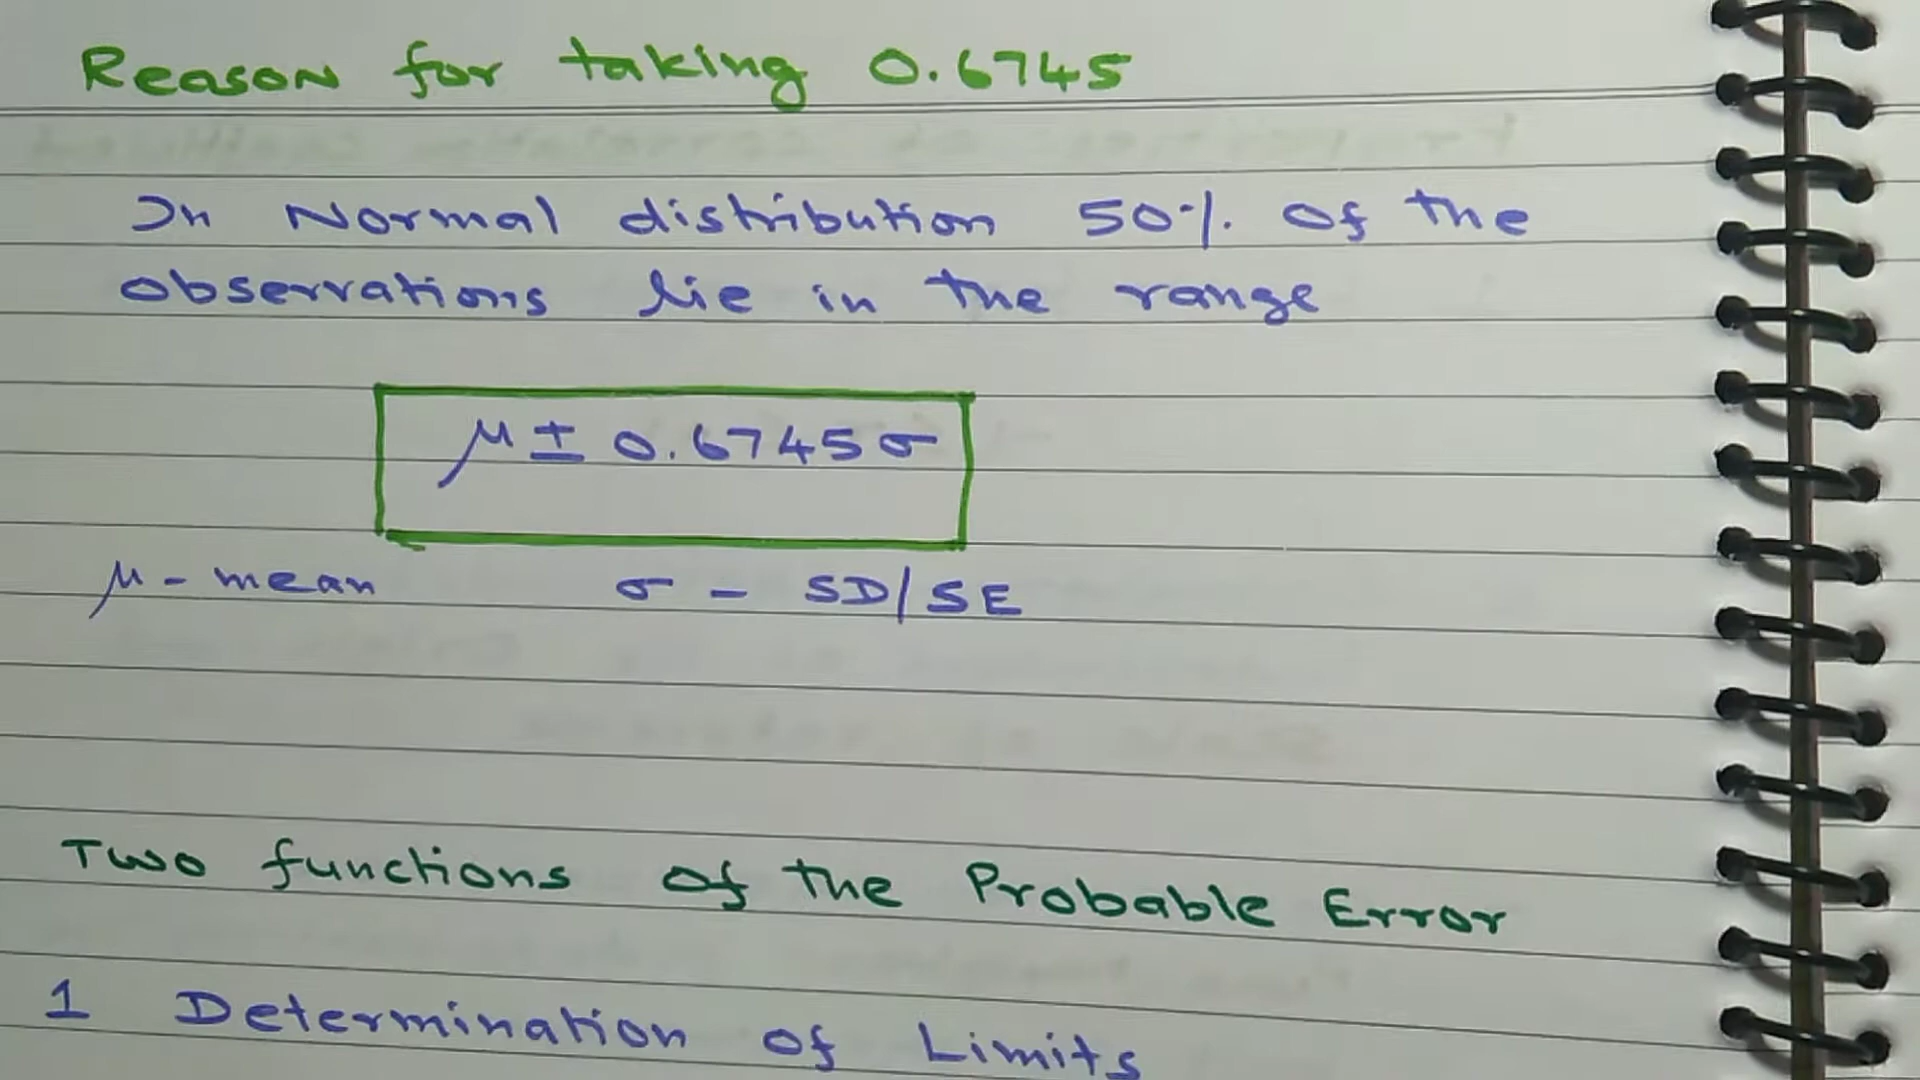 Reason for taking 0.6745
In Normal distribution 50% of the
observations lie in the range
μ ± 0.6745σ
μ - mean σ - SD/SE
Two functions of the Probable Error
1 Determination of Limits